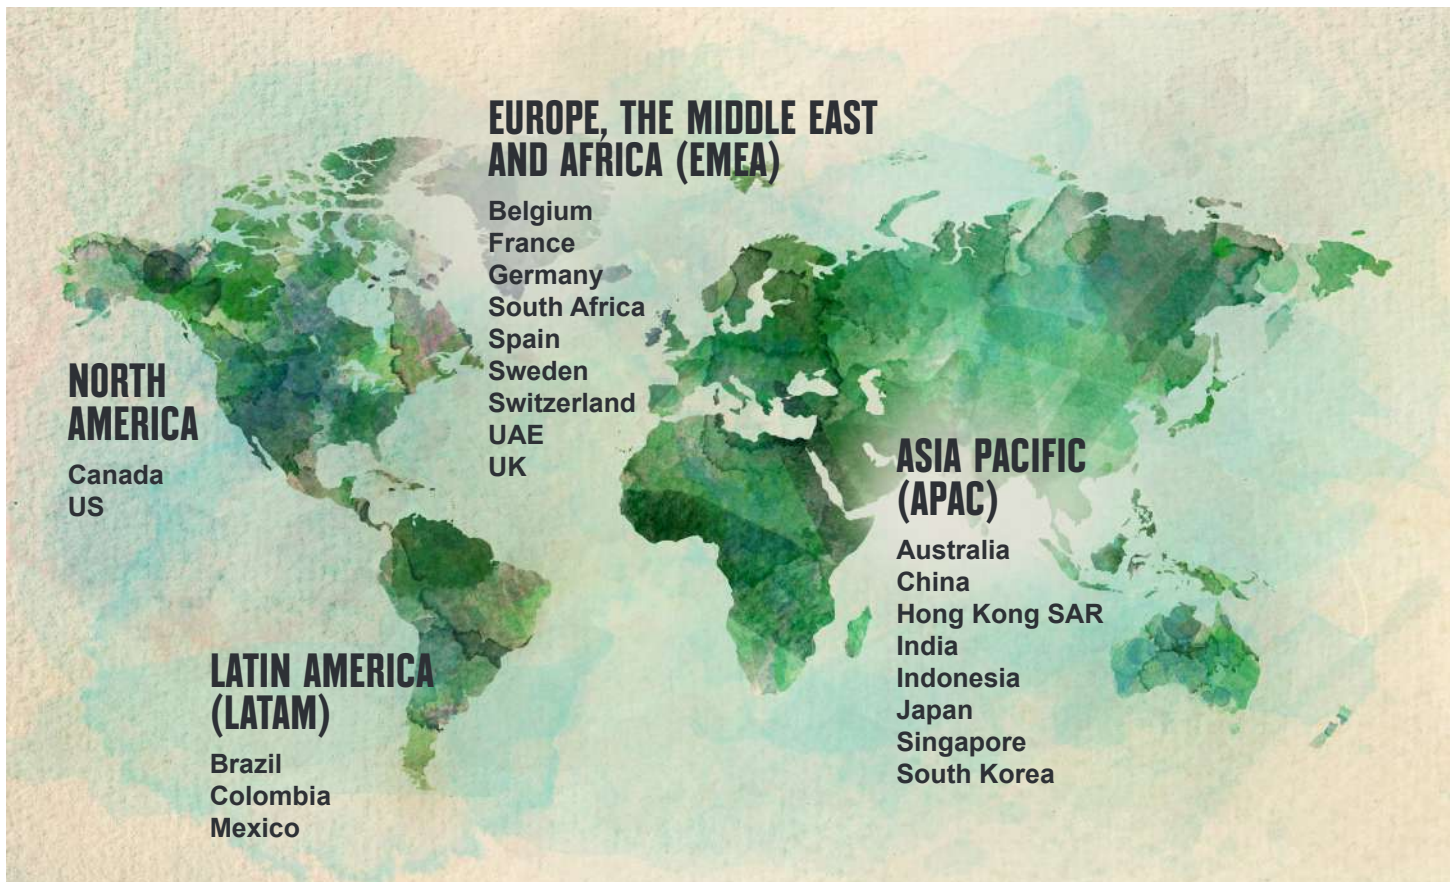 EUROPE, THE MIDDLE EAST
AND AFRICA (EMEA)
Belgium
France
Germany
South Africa
Spain
Sweden
Switzerland
UAE
UK
NORTH
AMERICA
Canada
US
ASIA PACIFIC
(APAC)
Australia
China
Hong Kong SAR
India
Indonesia
Japan
Singapore
South Korea
LATIN AMERICA
(LATAM)
Brazil
Colombia
Mexico